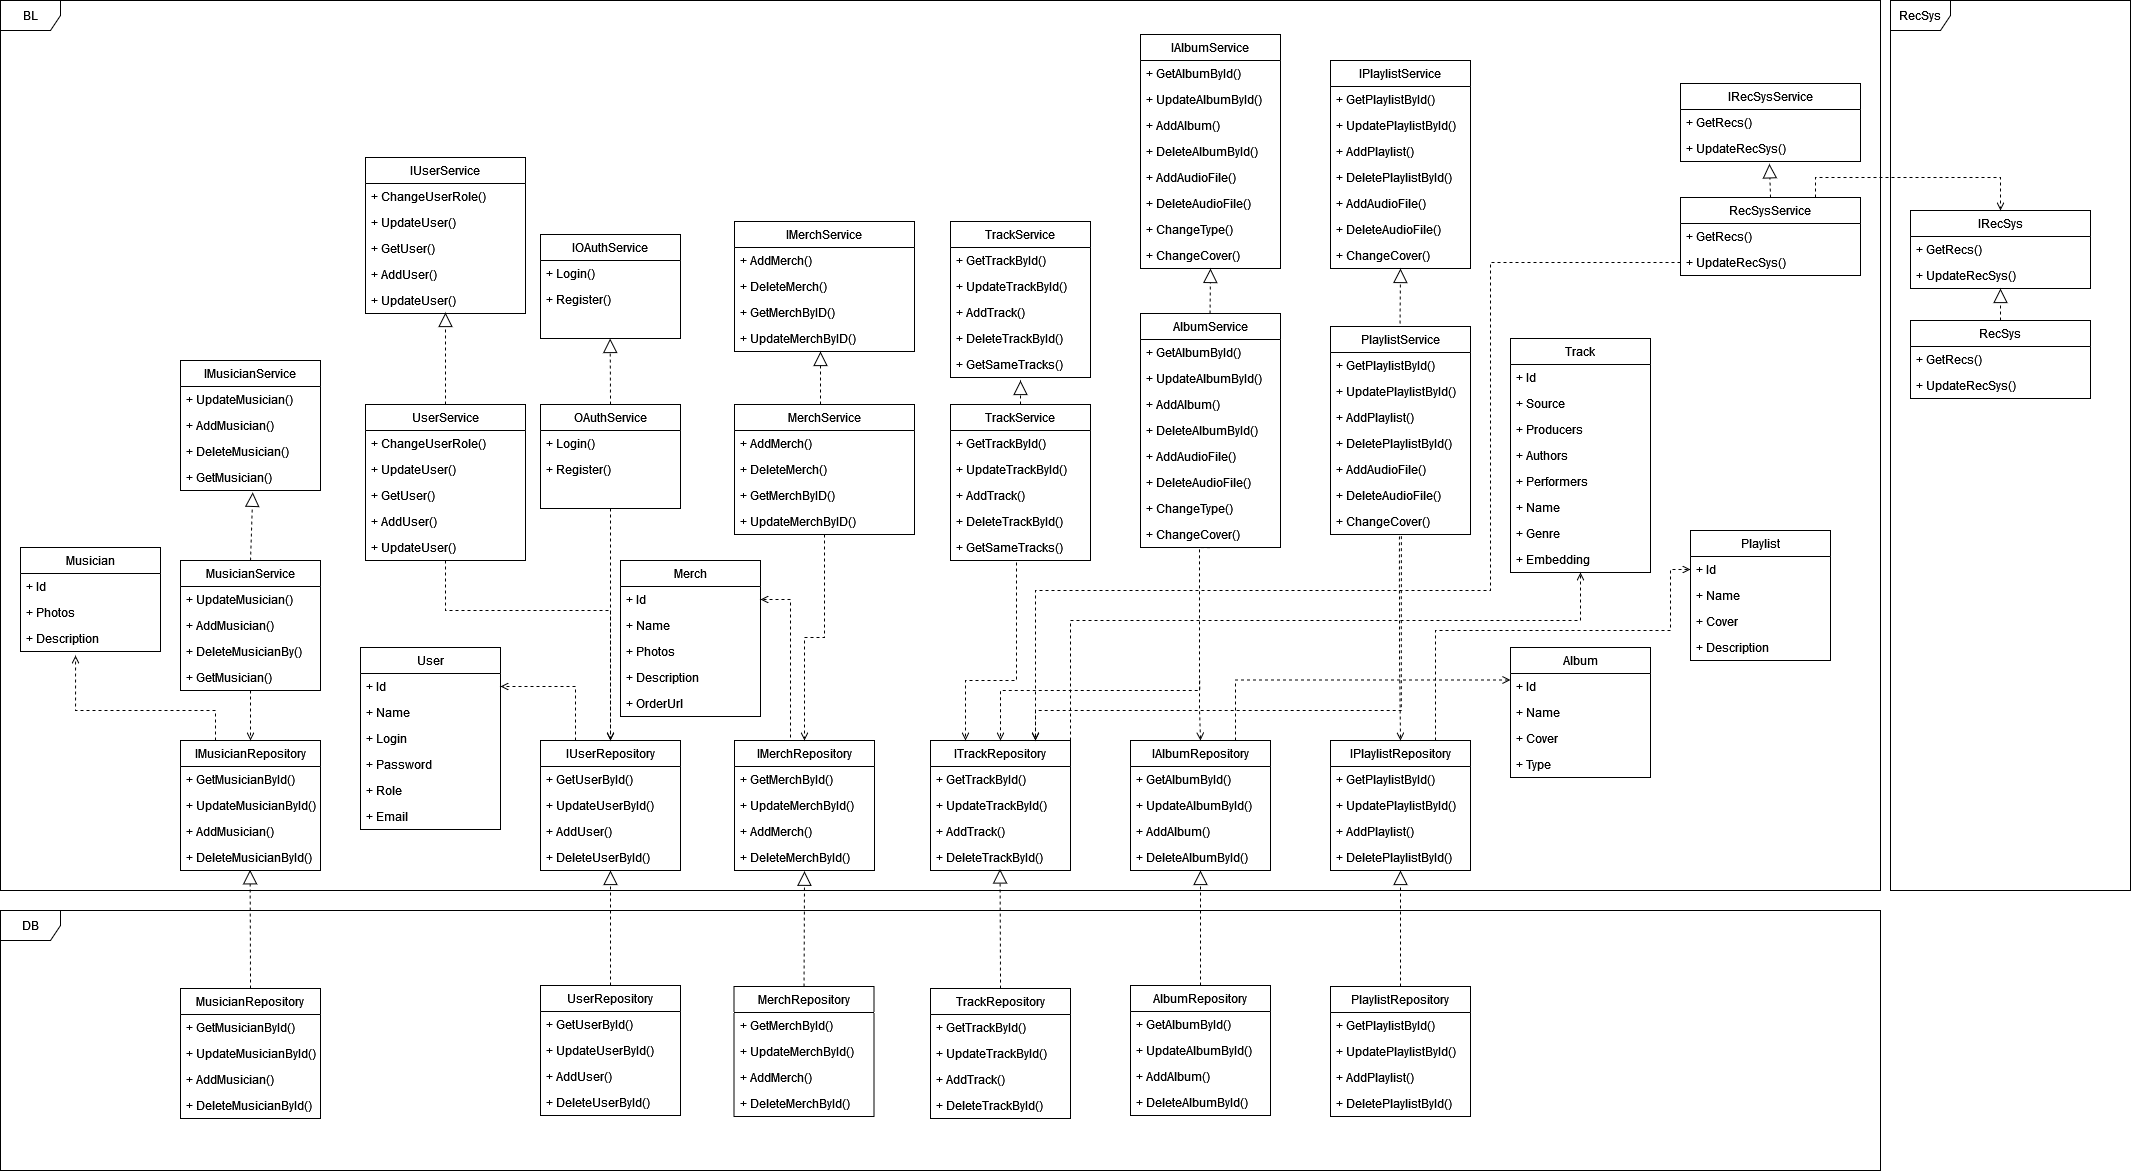 BL
RecSys
IAlbumService
+ GetAlbumById()
+ UpdateAlbumById()
+ AddAlbum()
+ DeleteAlbumById()
+ AddAudioFile()
+ DeleteAudioFile()
+ ChangeType()
+ ChangeCover()
IPlaylistService
+ GetPlaylistById()
+ UpdatePlaylistById()
+ AddPlaylist()
+ DeletePlaylistById()
+ AddAudioFile()
+ DeleteAudioFile()
+ ChangeCover()
IRecSysService
+ GetRecs()
+ UpdateRecSys()
IUserService
+ ChangeUserRole()
+ UpdateUser()
+ GetUser()
+ AddUser()
+ UpdateUser()
IOAuthService
+ Login()
+ Register()
IMerchService
+ AddMerch()
+ DeleteMerch()
+ GetMerchByID()
+ UpdateMerchByID()
TrackService
+ GetTrackById()
+ UpdateTrackById()
+ AddTrack()
+ DeleteTrackById()
+ GetSameTracks()
RecSysService
+ GetRecs()
+ UpdateRecSys()
IRecSys
+ GetRecs()
+ UpdateRecSys()
RecSys
+ GetRecs()
+ UpdateRecSys()
IMusicianService
+ UpdateMusician()
+ AddMusician()
+ DeleteMusician()
+ GetMusician()
UserService
+ ChangeUserRole()
+ UpdateUser()
+ GetUser()
+ AddUser()
+ UpdateUser()
OAuthService
+ Login()
+ Register()
MerchService
+ AddMerch()
+ DeleteMerch()
+ GetMerchByID()
+ UpdateMerchByID()
TrackService
+ GetTrackById()
+ UpdateTrackById()
+ AddTrack()
+ DeleteTrackById()
+ GetSameTracks()
AlbumService
+ GetAlbumById()
+ UpdateAlbumById()
+ AddAlbum()
+ DeleteAlbumById()
+ AddAudioFile()
+ DeleteAudioFile()
+ ChangeType()
+ ChangeCover()
PlaylistService
+ GetPlaylistById()
+ UpdatePlaylistById()
+ AddPlaylist()
+ DeletePlaylistById()
+ AddAudioFile()
+ DeleteAudioFile()
+ ChangeCover()
Track
+ Id
+ Source
+ Producers
+ Authors
+ Performers
+ Name
+ Genre
+ Embedding
Musician
+ Id
+ Photos
+ Description
MusicianService
+ UpdateMusician()
+ AddMusician()
+ DeleteMusicianBy()
+ GetMusician()
User
+ Id
+ Name
+ Login
+ Password
+ Role
+ Email
Merch
+ Id
+ Name
+ Photos
+ Description
+ OrderUrl
Playlist
+ Id
+ Name
+ Cover
+ Description
Album
+ Id
+ Name
+ Cover
+ Type
IMusicianRepository
+ GetMusicianById()
+ UpdateMusicianById()
+ AddMusician()
+ DeleteMusicianById()
IUserRepository
+ GetUserById()
+ UpdateUserById()
+ AddUser()
+ DeleteUserById()
IMerchRepository
+ GetMerchById()
+ UpdateMerchById()
+ AddMerch()
+ DeleteMerchById()
ITrackRepository
+ GetTrackById()
+ UpdateTrackById()
+ AddTrack()
+ DeleteTrackById()
IAlbumRepository
+ GetAlbumById()
+ UpdateAlbumById()
+ AddAlbum()
+ DeleteAlbumById()
IPlaylistRepository
+ GetPlaylistById()
+ UpdatePlaylistById()
+ AddPlaylist()
+ DeletePlaylistById()
DB
MusicianRepository
+ GetMusicianById()
+ UpdateMusicianById()
+ AddMusician()
+ DeleteMusicianById()
UserRepository
+ GetUserById()
+ UpdateUserById()
+ AddUser()
+ DeleteUserById()
MerchRepository
+ GetMerchById()
+ UpdateMerchById()
+ AddMerch()
+ DeleteMerchById()
TrackRepository
+ GetTrackById()
+ UpdateTrackById()
+ AddTrack()
+ DeleteTrackById()
AlbumRepository
+ GetAlbumById()
+ UpdateAlbumById()
+ AddAlbum()
+ DeleteAlbumById()
PlaylistRepository
+ GetPlaylistById()
+ UpdatePlaylistById()
+ AddPlaylist()
+ DeletePlaylistById()